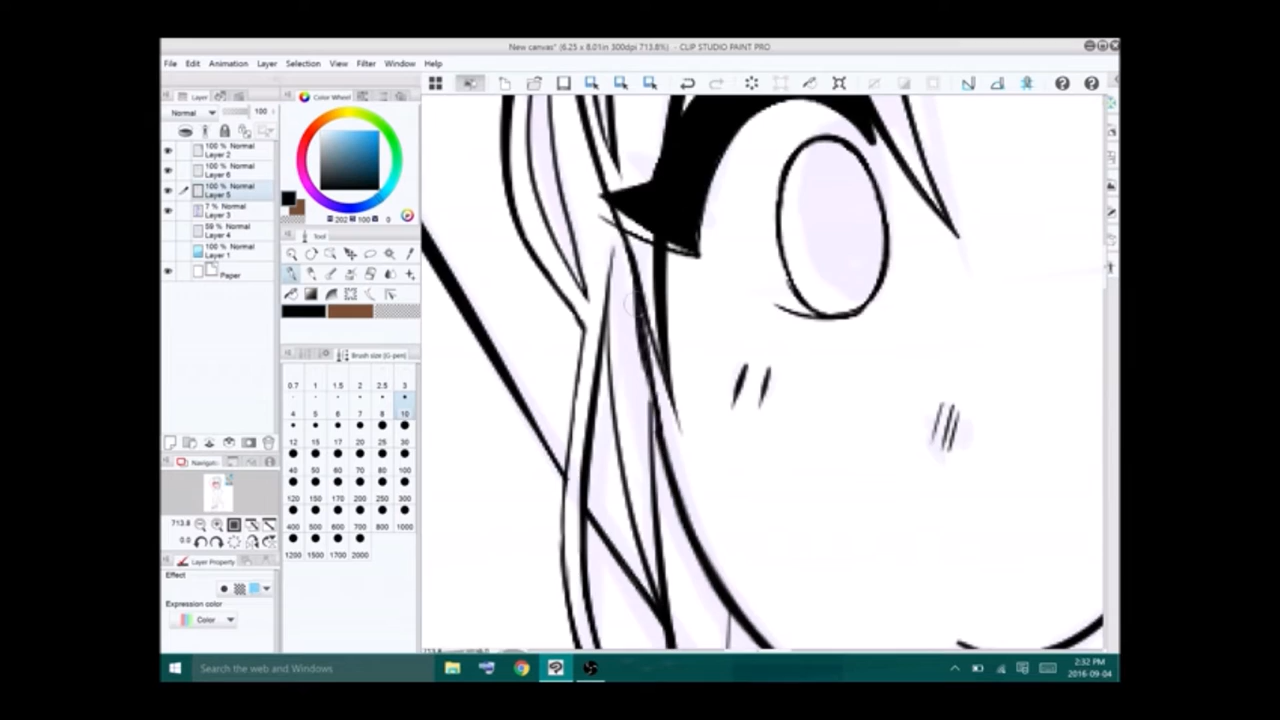 New canvas* (6.25 x 8.01in 300dpi 713.8%) - CLIP STUDIO PAINT PRO
File Edit Animation Layer Selection View Filter Window Help
Layer
Color Wheel
Normal 100
100 % Normal
Layer 2
100 % Normal
Layer 6
100 % Normal
Layer 5
7 % Normal
Layer 3
59 % Normal
Layer 4
100 % Normal
Layer 1
Paper
202 100 0
Tool
Brush size (G-pen)
0.7 1 1.5 2 2.5 3
4 5 6 7 8 10
12 15 17 20 25 30
40 50 60 70 80 100
120 150 170 200 250 300
400 500 600 700 800 1000
1200 1500 1700 2000
Navigator
713.8
0.0
Layer Property
Effect
Expression color
Color
Search the web and Windows
2:32 PM
2016-09-04